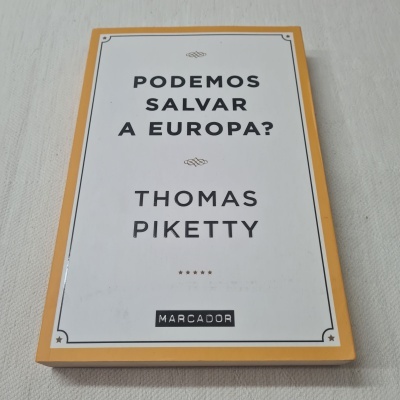 PODEMOS
SALVAR
A EUROPA?
THOMAS
PIKETTY
*****
MARCADOR